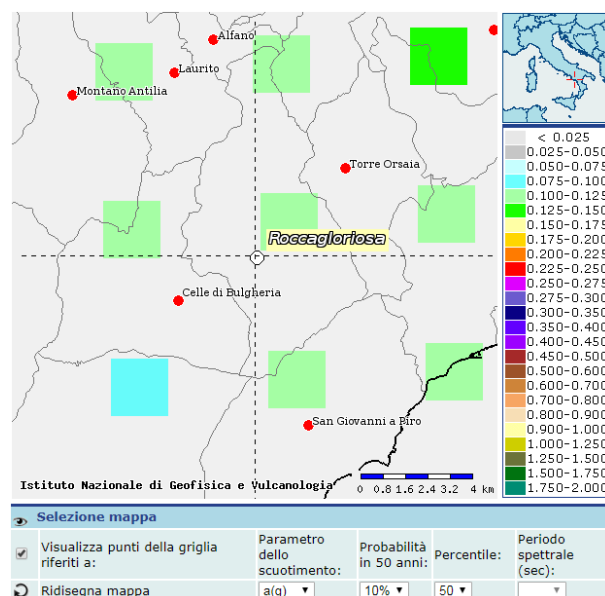 Alfano
Laurito
Montano Antilia
Torre Orsaia
Roccagloriosa
Celle di Bulgheria
San Giovanni a Piro
Istituto Nazionale di Geofisica e Vulcanologia
0 0.8 1.6 2.4 3.2 4 km
< 0.025
0.025-0.050
0.050-0.075
0.075-0.100
0.100-0.125
0.125-0.150
0.150-0.175
0.175-0.200
0.200-0.225
0.225-0.250
0.250-0.275
0.275-0.300
0.300-0.350
0.350-0.400
0.400-0.450
0.450-0.500
0.500-0.600
0.600-0.700
0.700-0.800
0.800-0.900
0.900-1.000
1.000-1.250
1.250-1.500
1.500-1.750
1.750-2.000
Selezione mappa
Visualizza punti della griglia
riferiti a:
Parametro
dello
scuotimento:
Probabilità
in 50 anni:
Percentile:
Periodo
spettrale
(sec):
Ridisegna mappa
a(g)
10%
50